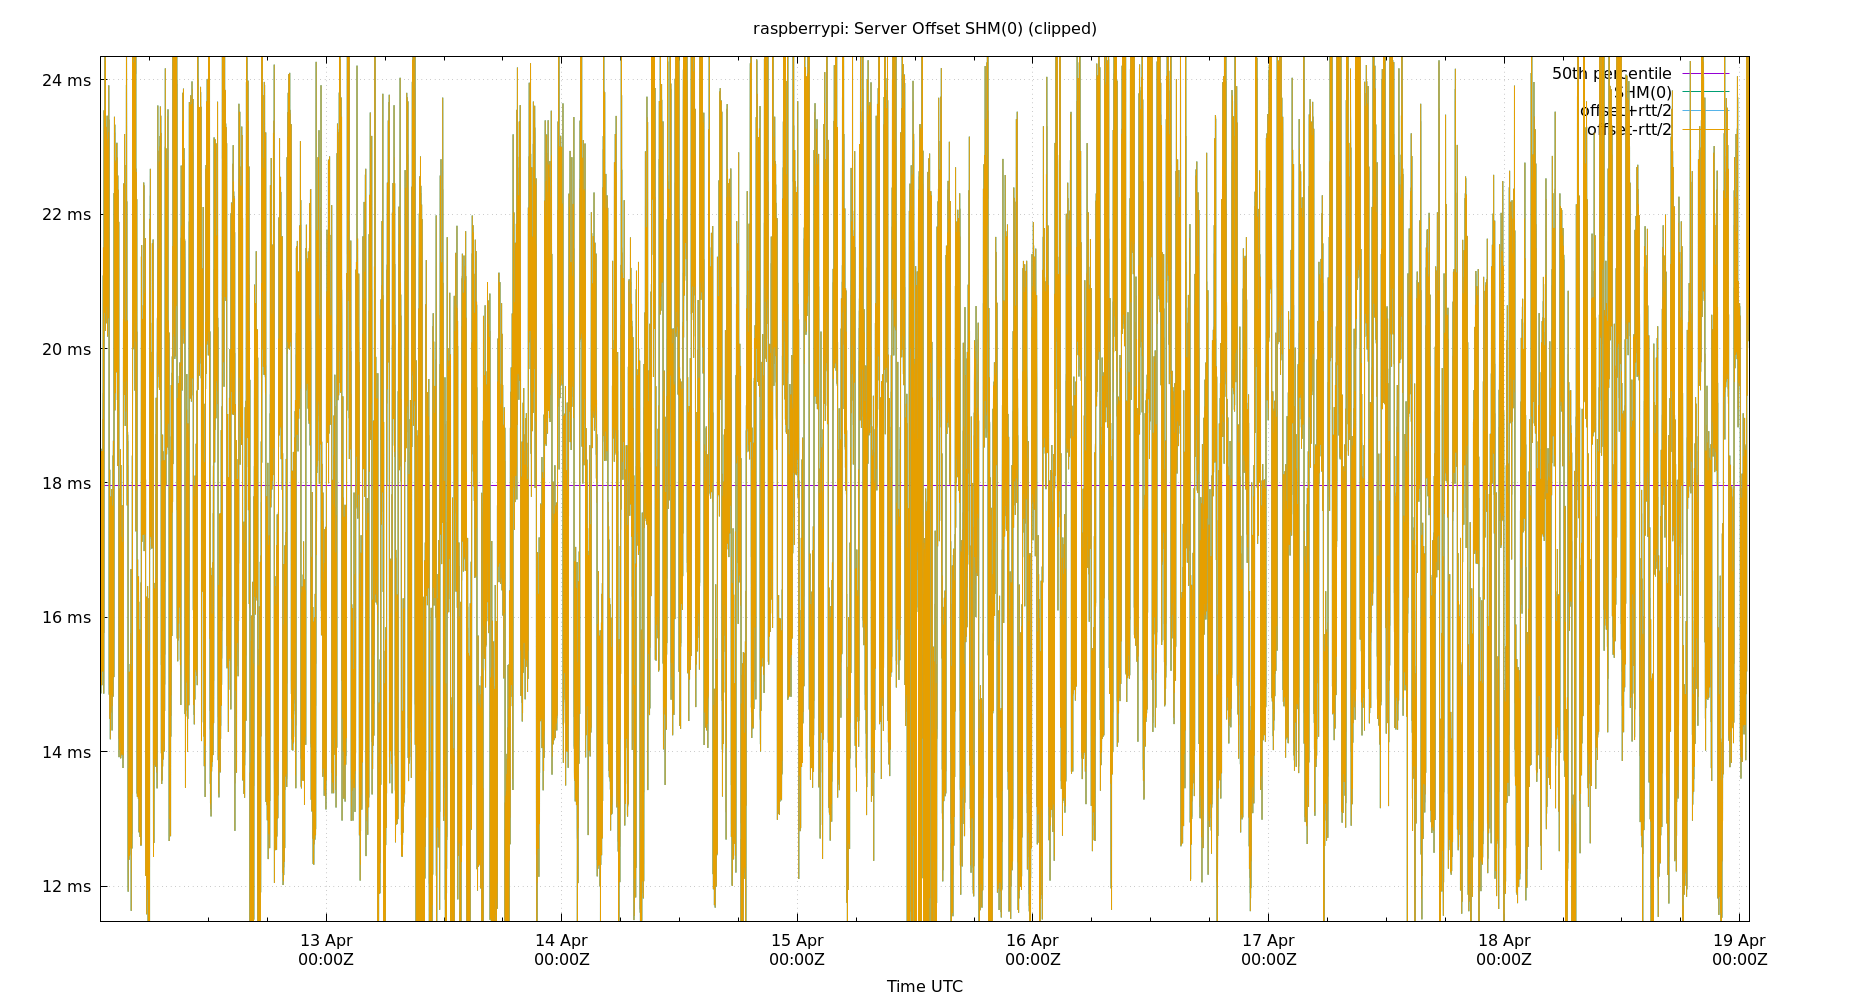 raspberrypi: Server Offset SHM(0) (clipped)
24 ms
22 ms
20 ms
18 ms
16 ms
14 ms
12 ms
50th percentile
SHM(0)
offset+rtt/2
offset-rtt/2
13 Apr
00:00Z
14 Apr
00:00Z
15 Apr
00:00Z
16 Apr
00:00Z
17 Apr
00:00Z
18 Apr
00:00Z
19 Apr
00:00Z
Time UTC